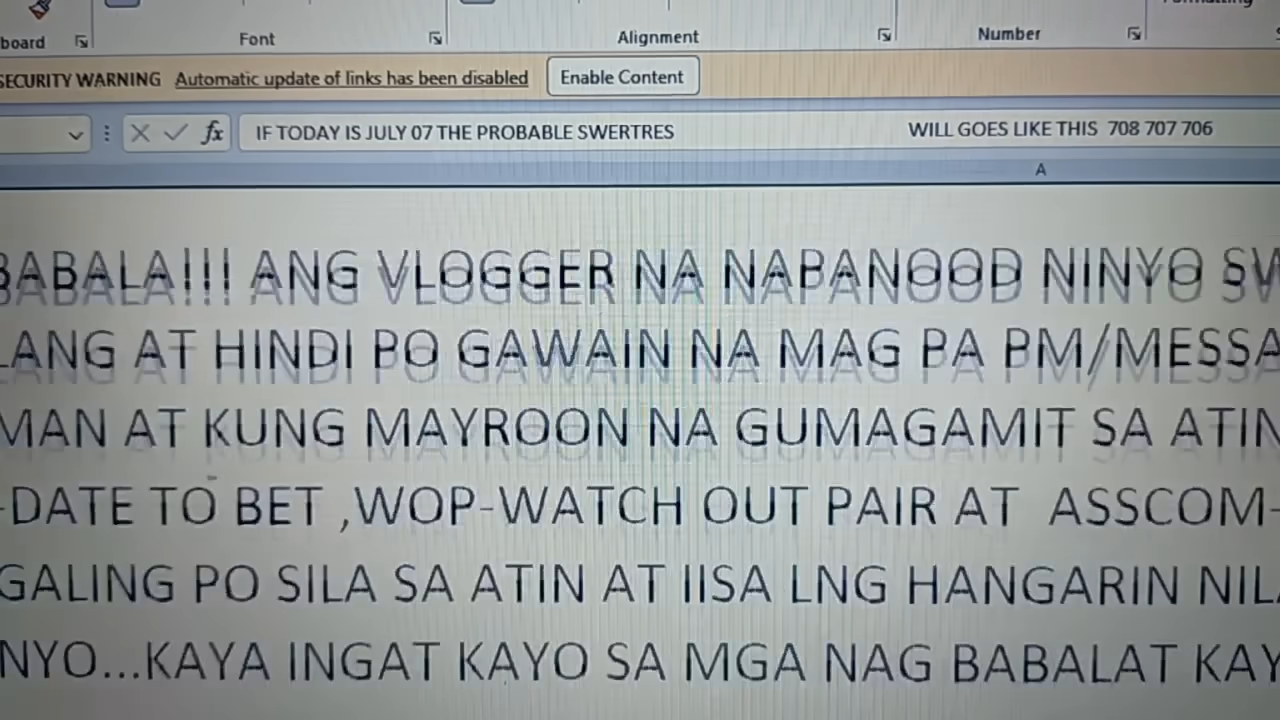 board Font Alignment Number
SECURITY WARNING Automatic update of links has been disabled Enable Content
fx IF TODAY IS JULY 07 THE PROBABLE SWERTRES WILL GOES LIKE THIS 708 707 706
A
BABALA!!! ANG VLOGGER NA NAPANOOD NINYO SW
LANG AT HINDI PO GAWAIN NA MAG PA PM/MESSA
MAN AT KUNG MAYROON NA GUMAGAMIT SA ATIN
-DATE TO BET ,WOP-WATCH OUT PAIR AT ASSCOM-
GALING PO SILA SA ATIN AT IISA LNG HANGARIN NILA
NYO...KAYA INGAT KAYO SA MGA NAG BABALAT KAY